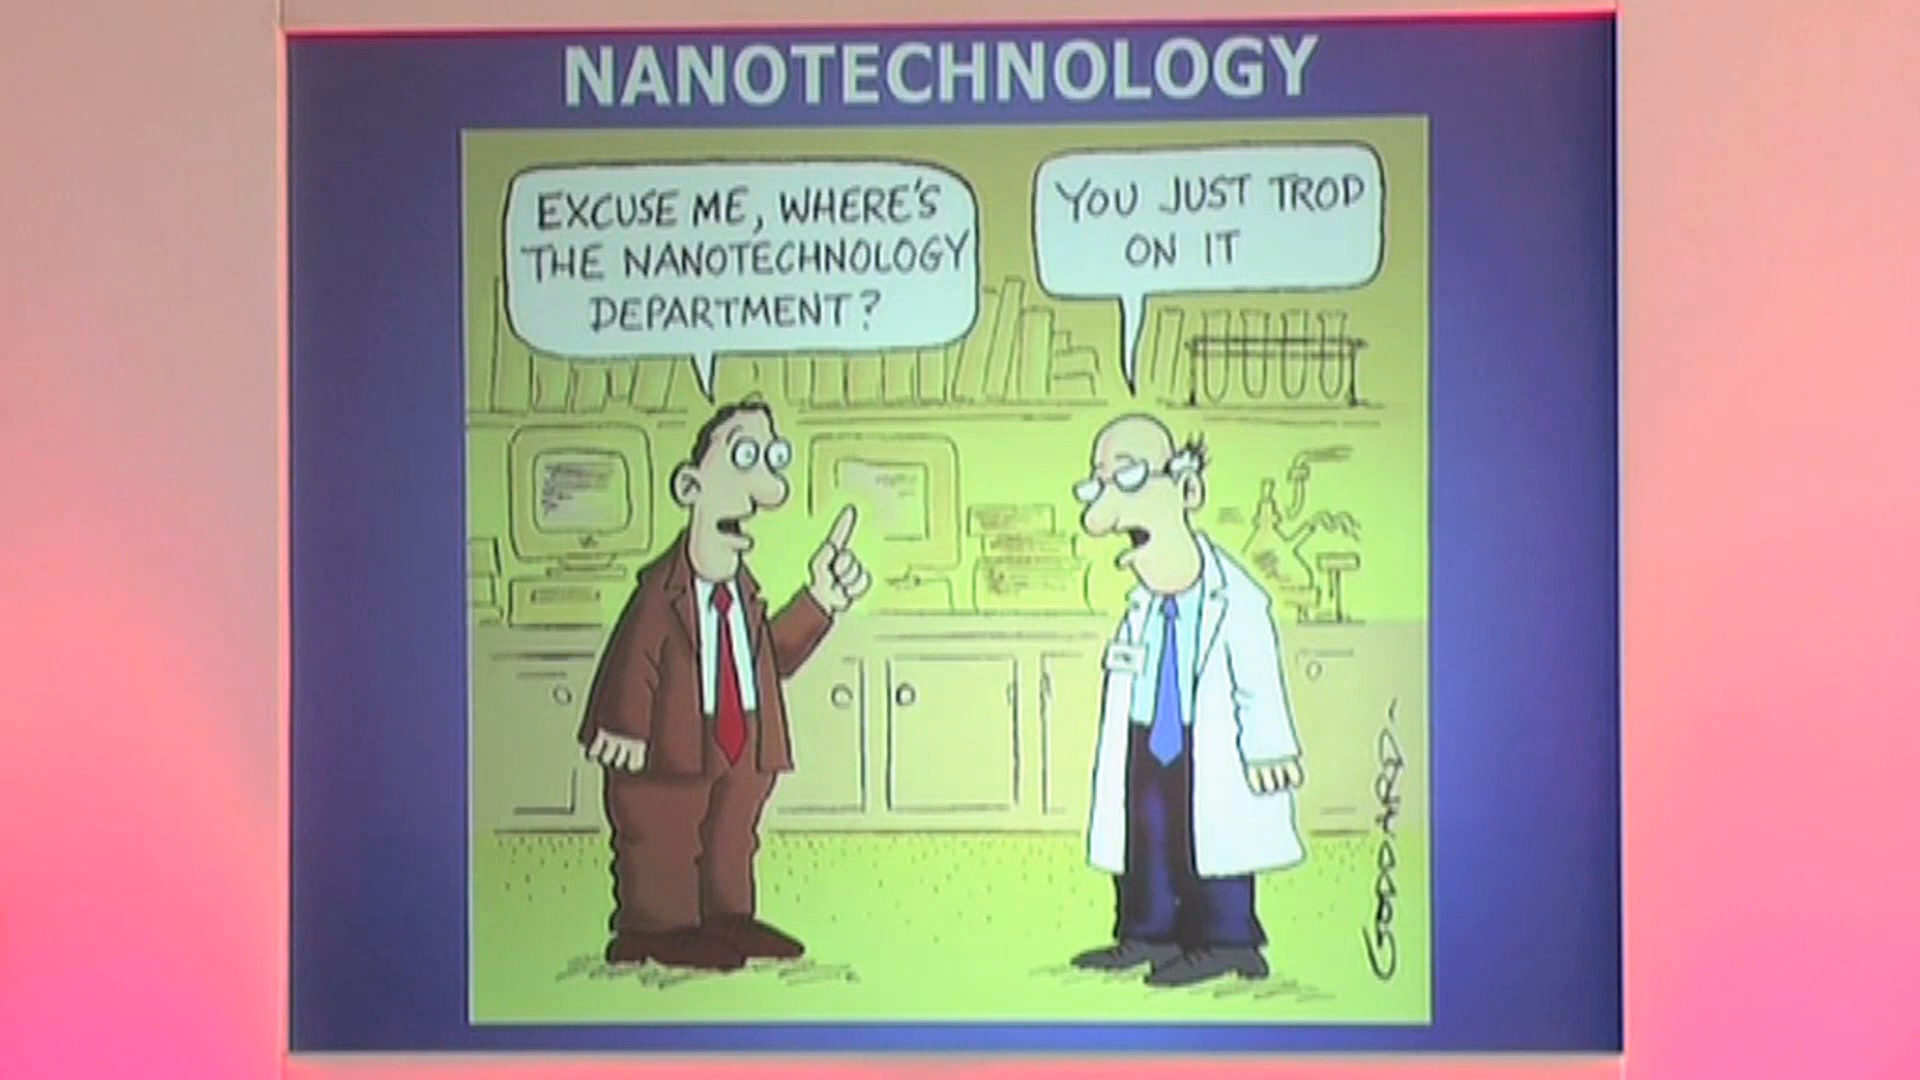 NANOTECHNOLOGY
EXCUSE ME, WHERE'S
THE NANOTECHNOLOGY
DEPARTMENT?
YOU JUST TROD
ON IT
GODDARD